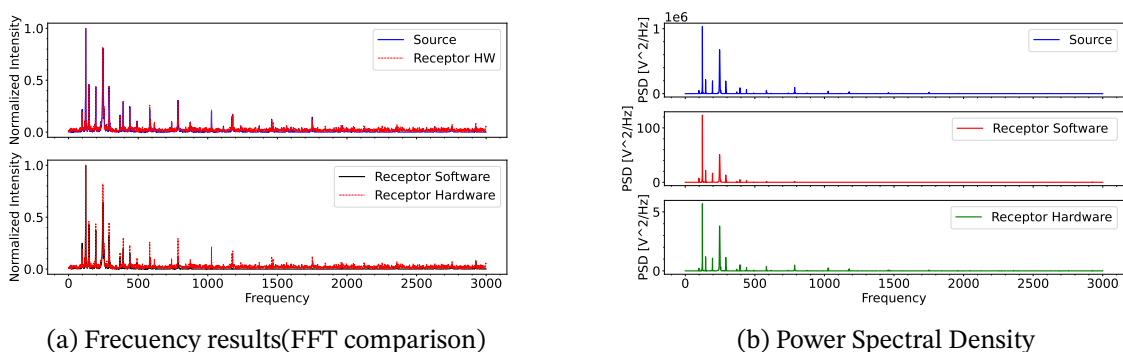 Normalized Intensity
1.0
0.5
0.0
Source
Receptor HW
Normalized Intensity
1.0
0.5
0.0
Receptor Software
Receptor Hardware
0 500 1000 1500 2000 2500 3000
Frequency
(a) Frecuency results(FFT comparison)
1e6
PSD [V^2/Hz]
1
0
Source
PSD [V^2/Hz]
100
0
Receptor Software
PSD [V^2/Hz]
5
0
Receptor Hardware
0 500 1000 1500 2000 2500 3000
Frequency
(b) Power Spectral Density